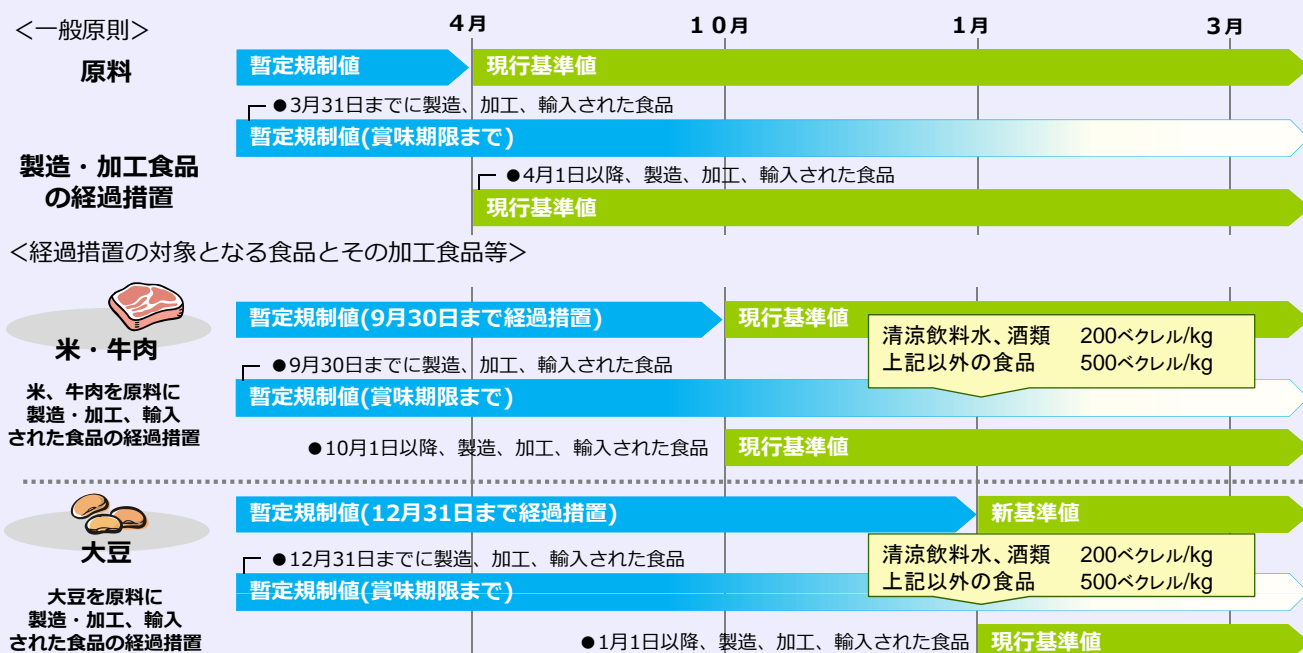 ＜一般原則＞
4月 １０月 1月 3月
原料
暫定規制値 現行基準値
●3月31日までに製造、加工、輸入された食品
暫定規制値(賞味期限まで)
製造・加工食品
の経過措置
●4月1日以降、製造、加工、輸入された食品
現行基準値
＜経過措置の対象となる食品とその加工食品等＞
米・牛肉
暫定規制値(9月30日まで経過措置) 現行基準値
清涼飲料水、酒類 200ベクレル/kg
上記以外の食品 500ベクレル/kg
●9月30日までに製造、加工、輸入された食品
米、牛肉を原料に
製造・加工、輸入
された食品の経過措置
暫定規制値(賞味期限まで)
●10月1日以降、製造、加工、輸入された食品 現行基準値
大豆
暫定規制値(12月31日まで経過措置) 新基準値
清涼飲料水、酒類 200ベクレル/kg
上記以外の食品 500ベクレル/kg
●12月31日までに製造、加工、輸入された食品
暫定規制値(賞味期限まで)
大豆を原料に
製造・加工、輸入
された食品の経過措置
●1月1日以降、製造、加工、輸入された食品 現行基準値